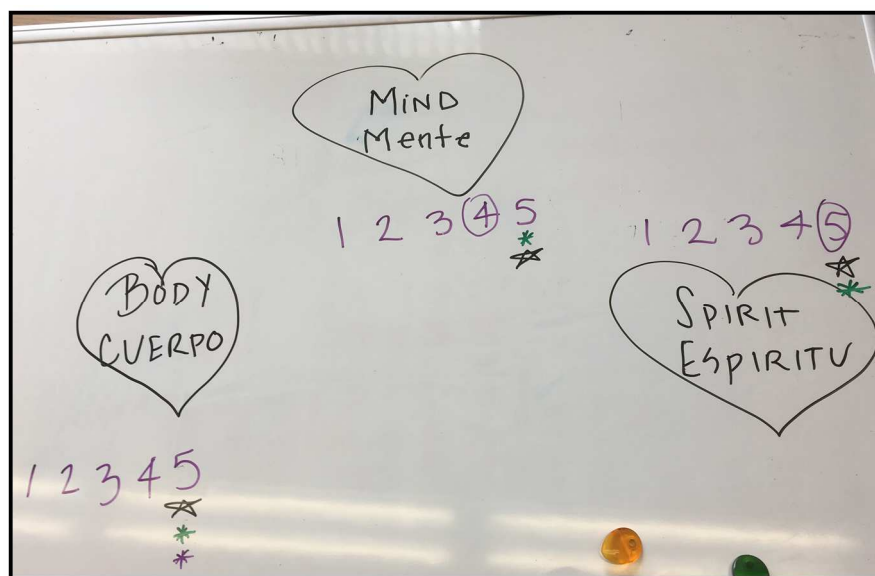 MiND
Mente
1 2 3 4 5
1 2 3 4 5
BODY
CUERPO
SPIRIT
ESPIRITU
1 2 3 4 5